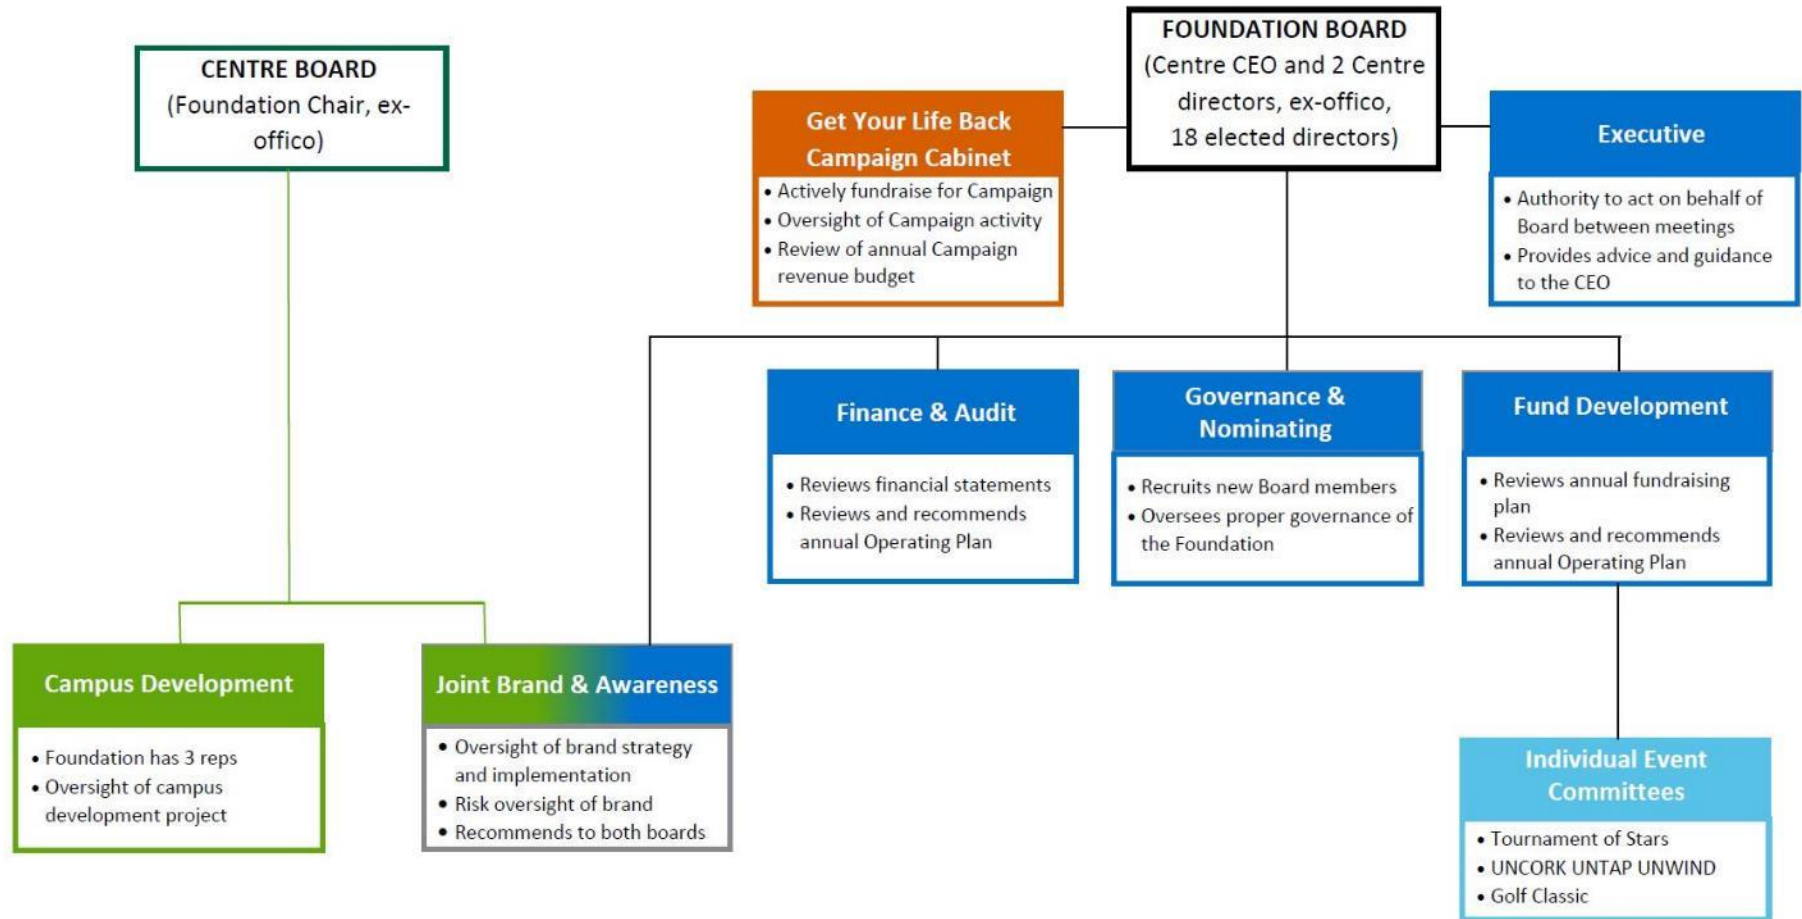 CENTRE BOARD
(Foundation Chair, ex-
offico)
FOUNDATION BOARD
(Centre CEO and 2 Centre
directors, ex-offico,
18 elected directors)
Get Your Life Back
Campaign Cabinet
• Actively fundraise for Campaign
• Oversight of Campaign activity
• Review of annual Campaign
revenue budget
Executive
• Authority to act on behalf of
Board between meetings
• Provides advice and guidance
to the CEO
Finance & Audit
• Reviews financial statements
• Reviews and recommends
annual Operating Plan
Governance &
Nominating
• Recruits new Board members
• Oversees proper governance of
the Foundation
Fund Development
• Reviews annual fundraising
plan
• Reviews and recommends
annual Operating Plan
Campus Development
• Foundation has 3 reps
• Oversight of campus
development project
Joint Brand & Awareness
• Oversight of brand strategy
and implementation
• Risk oversight of brand
• Recommends to both boards
Individual Event
Committees
• Tournament of Stars
• UNCORK UNTAP UNWIND
• Golf Classic